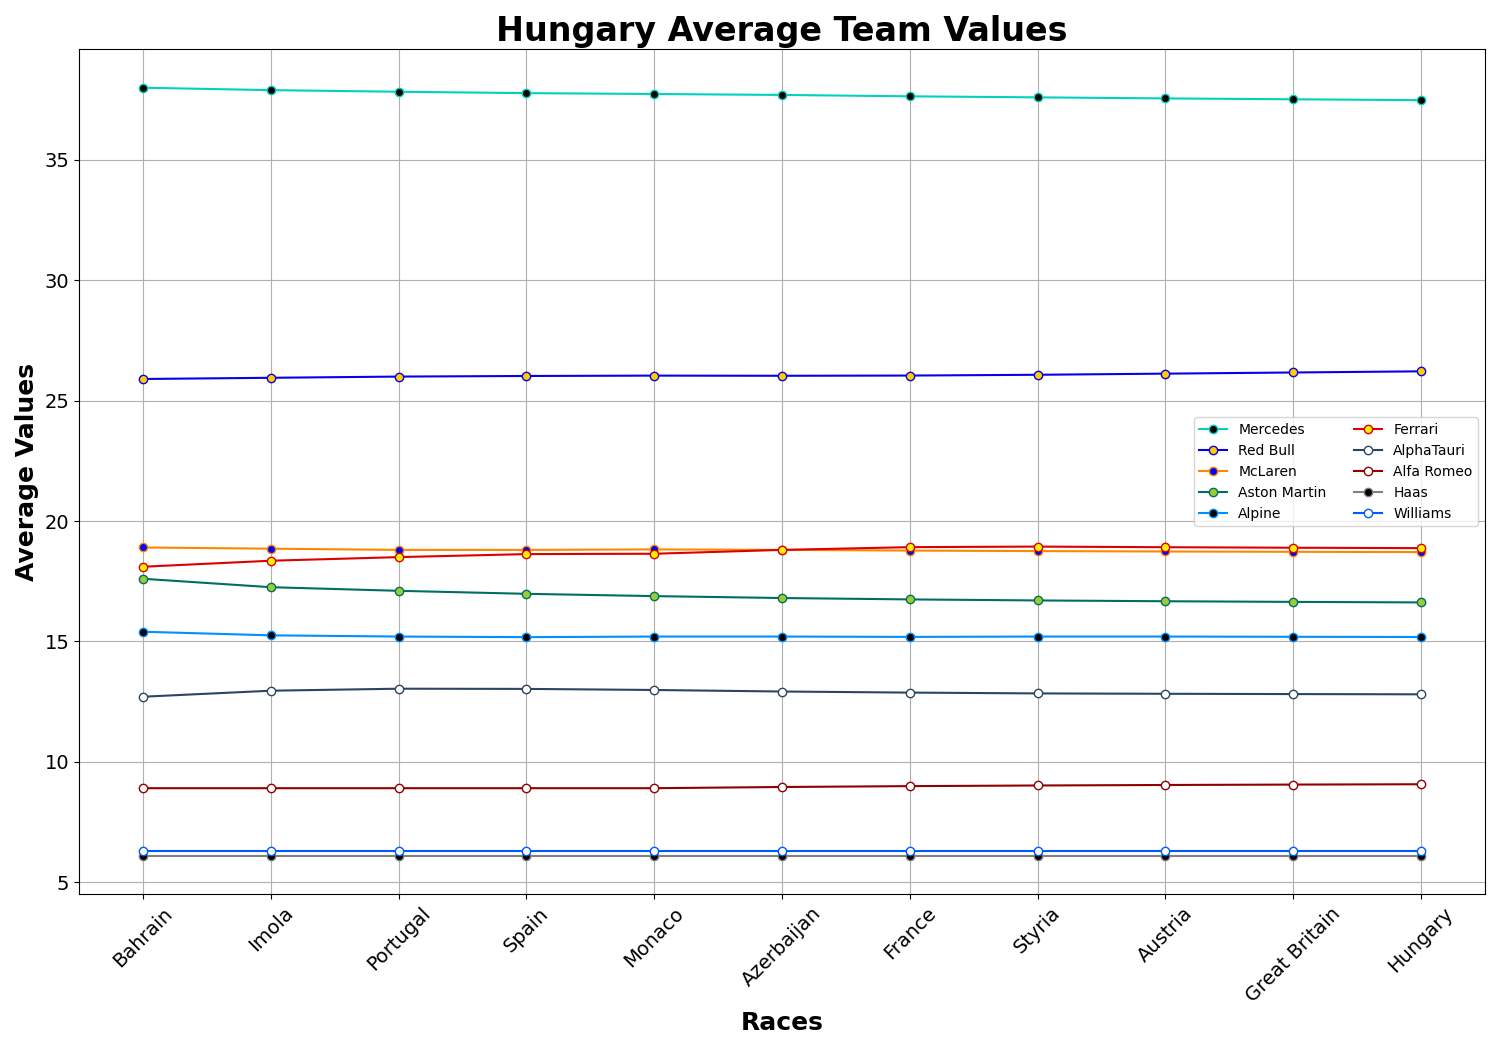 Hungary Average Team Values
Average Values
35
30
25
20
15
10
5
Mercedes
Red Bull
McLaren
Aston Martin
Alpine
Ferrari
AlphaTauri
Alfa Romeo
Haas
Williams
Bahrain
Imola
Portugal
Spain
Monaco
Azerbaijan
France
Styria
Austria
Great Britain
Hungary
Races